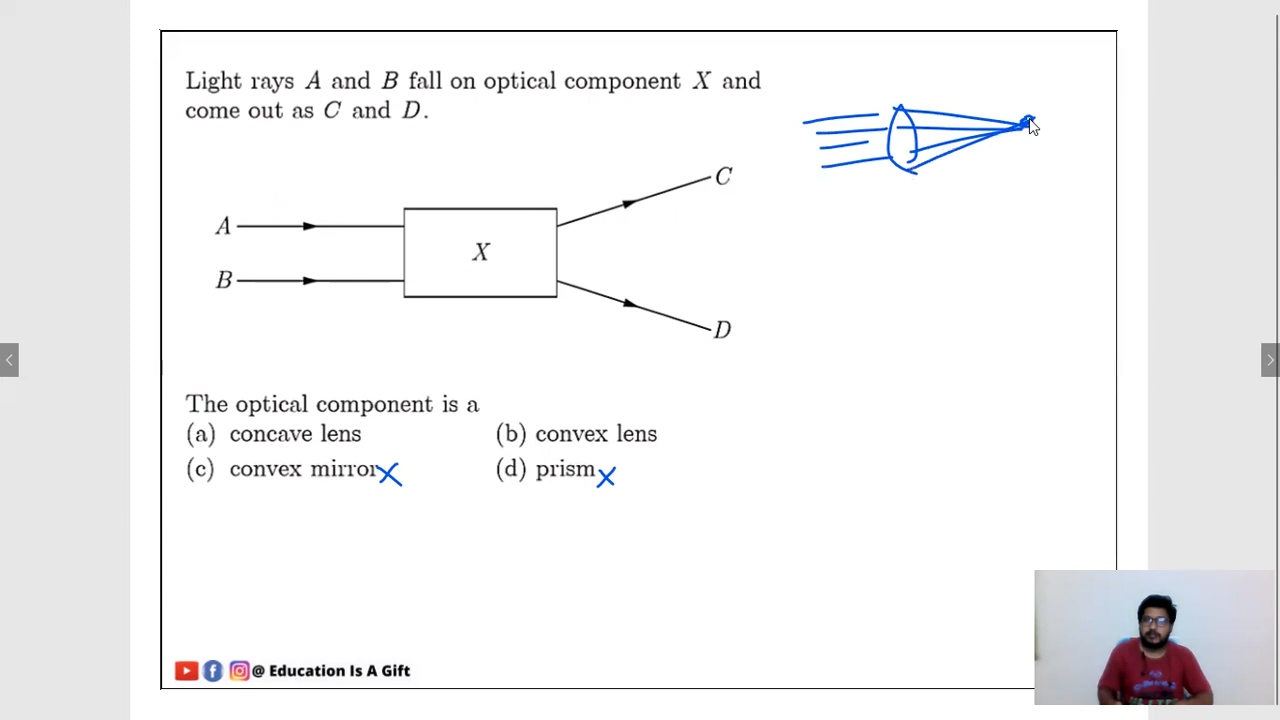 Light rays A and B fall on optical component X and
come out as C and D.
C
A
X
B
D
The optical component is a
(a) concave lens
(b) convex lens
(c) convex mirror
(d) prism
@ Education Is A Gift